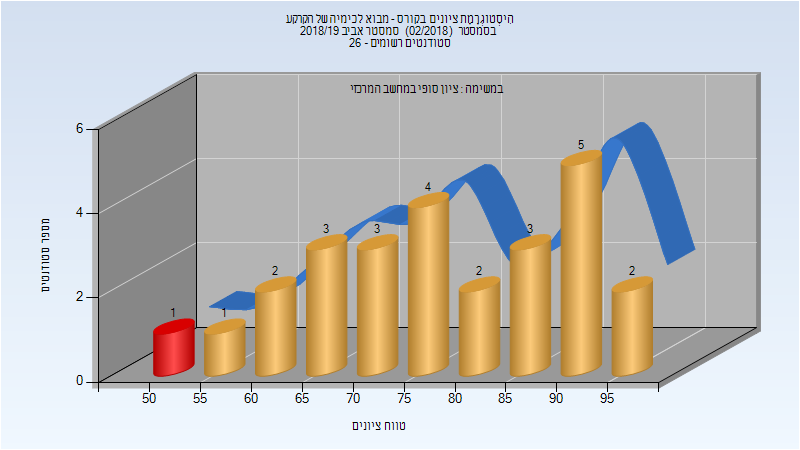 היסטוגרמת ציונים בקורס - מבוא לכימיה של הקרקע
בסמסטר (02/2018) סמסטר אביב 2018/19
סטודנטים רשומים - 26
במשימה : ציון סופי במחשב המרכזי
מספר סטודנטים
6
4
2
0
1
1
2
3
3
4
2
3
5
2
50 55 60 65 70 75 80 85 90 95
טווח ציונים